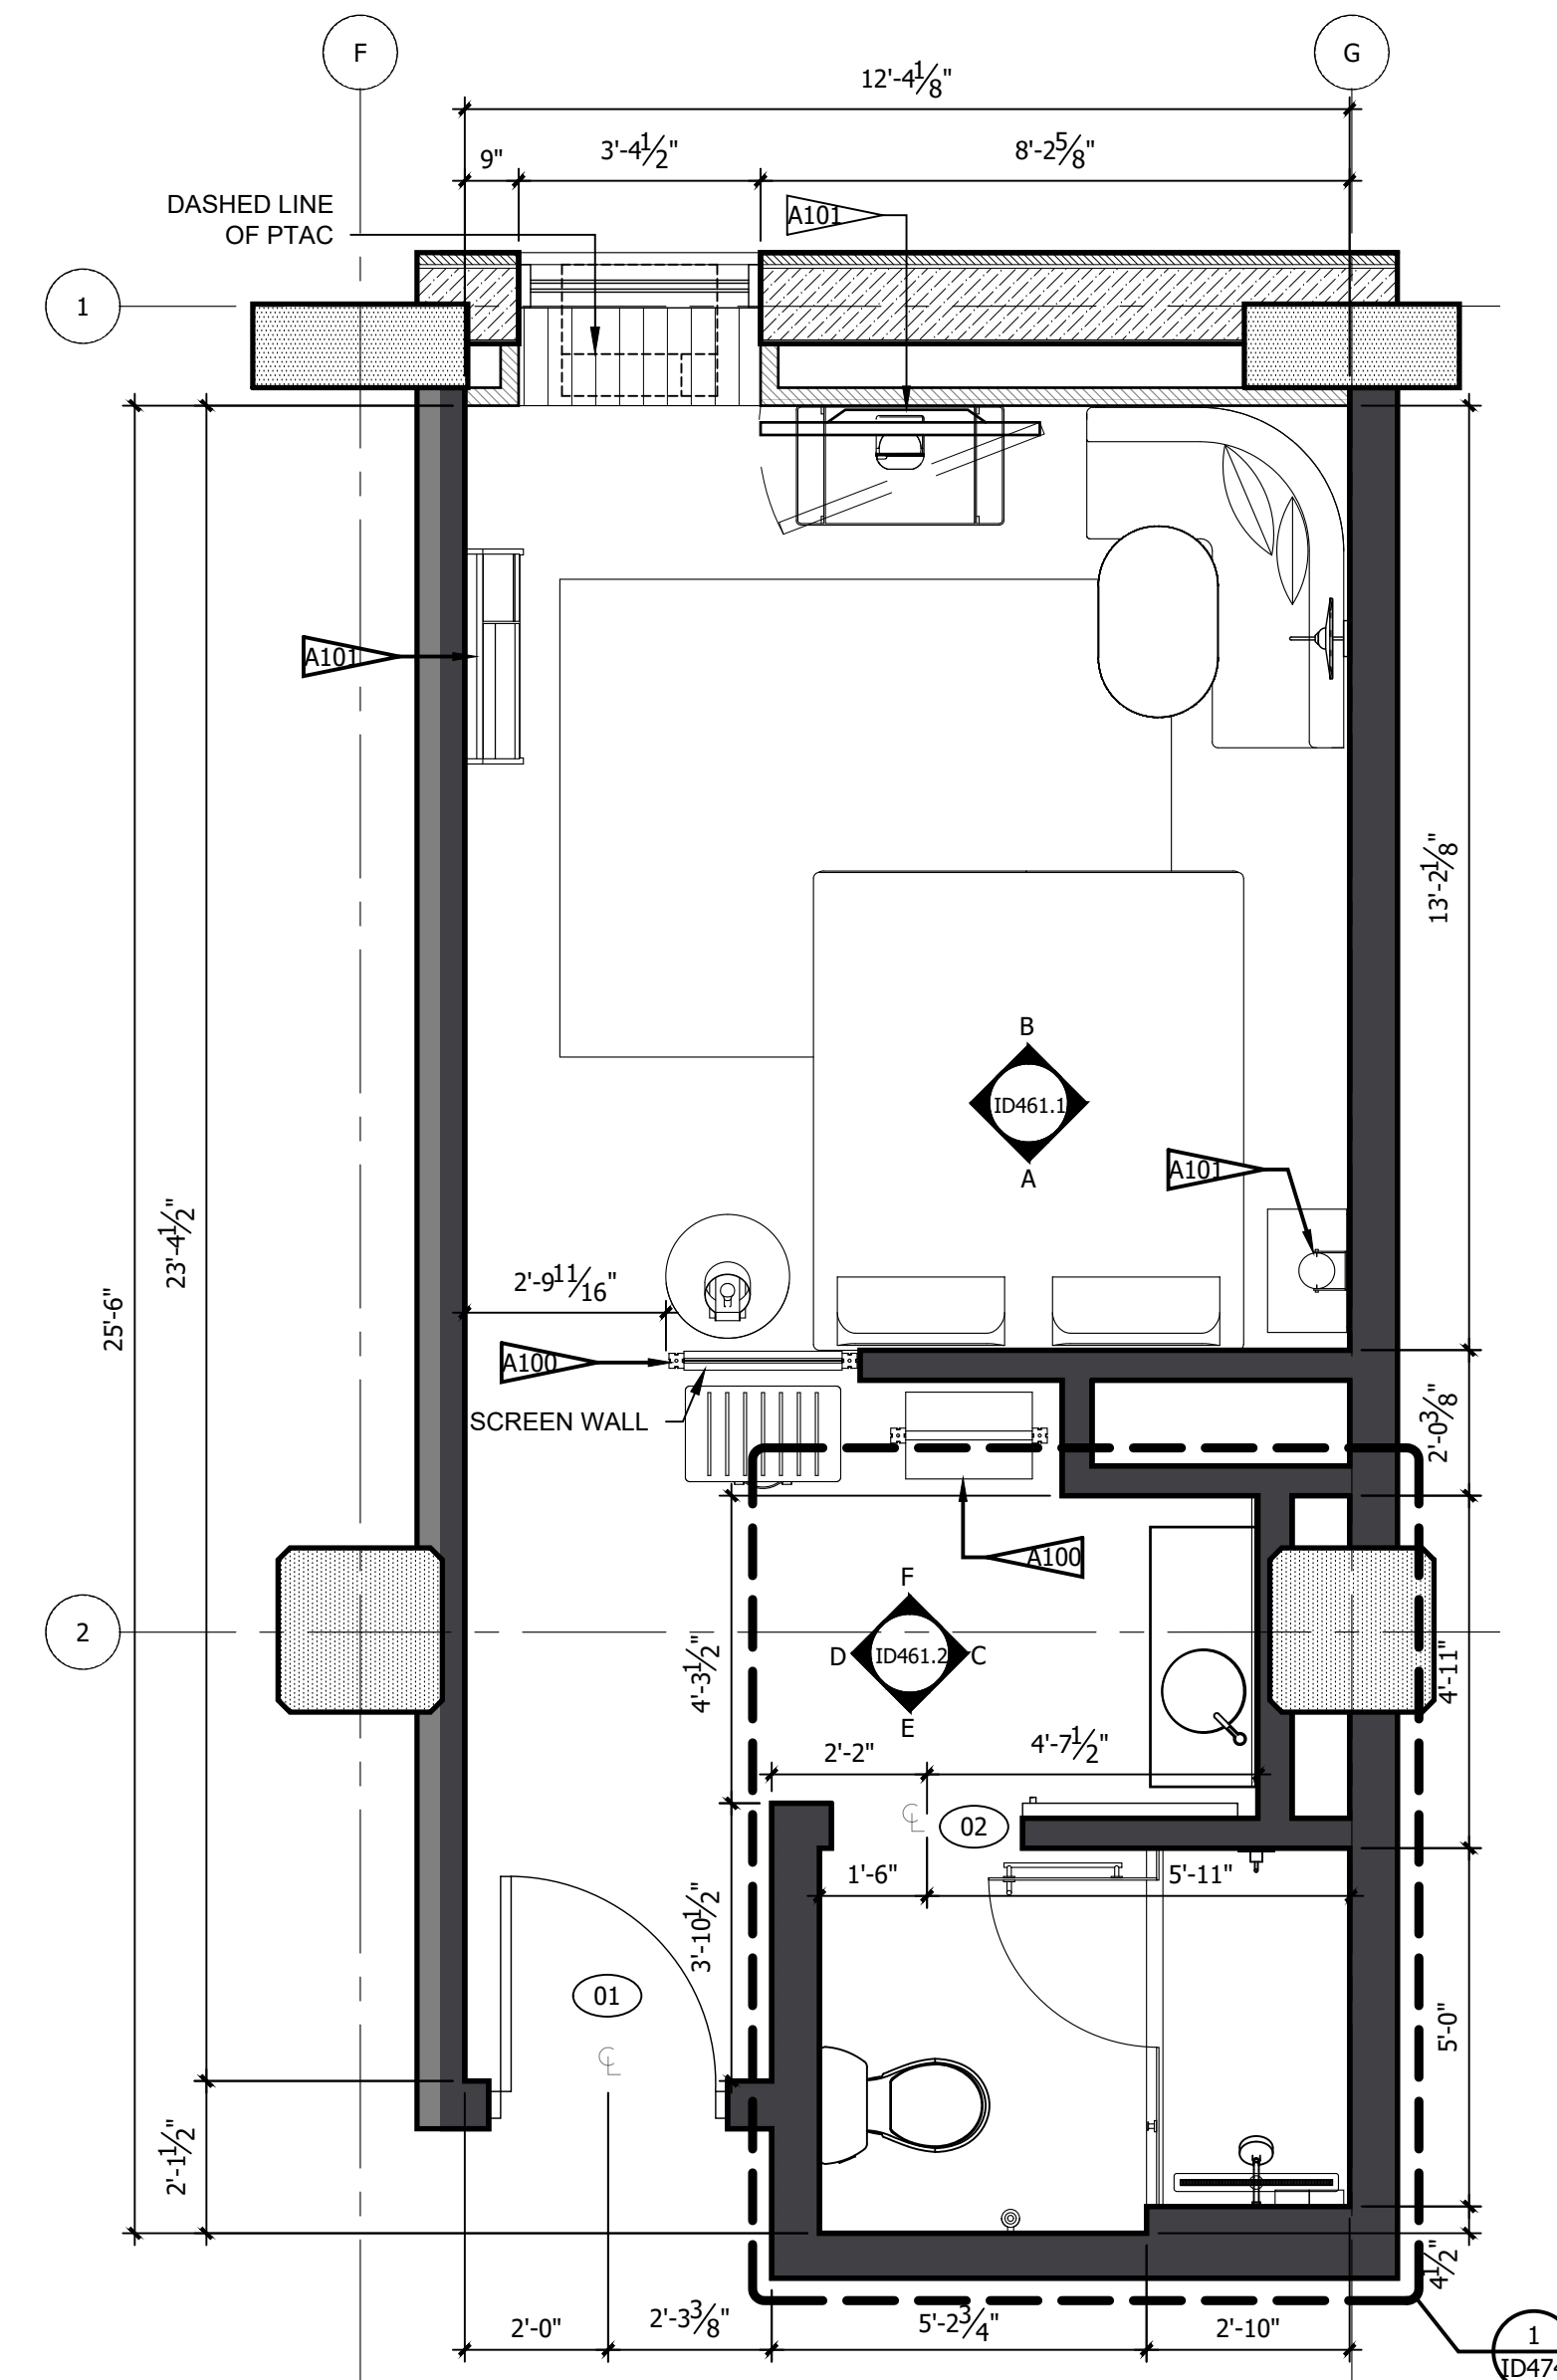 F
G
12'-4 1/8"
9"
3'-4 1/2"
8'-2 5/8"
DASHED LINE
OF PTAC
A101
1
A101
13'-2 1/8"
B
ID461.1
A
A101
23'-4 1/2"
25'-6"
2'-9 11/16"
A100
SCREEN WALL
2'-0 3/8"
A100
F
2
D
ID461.2
C
E
4'-3 1/2"
4'-11"
2'-2"
4'-7 1/2"
℄
02
1'-6"
5'-11"
3'-10 1/2"
01
℄
5'-0"
2'-1 1/2"
4 1/2"
2'-0"
2'-3 3/8"
5'-2 3/4"
2'-10"
1